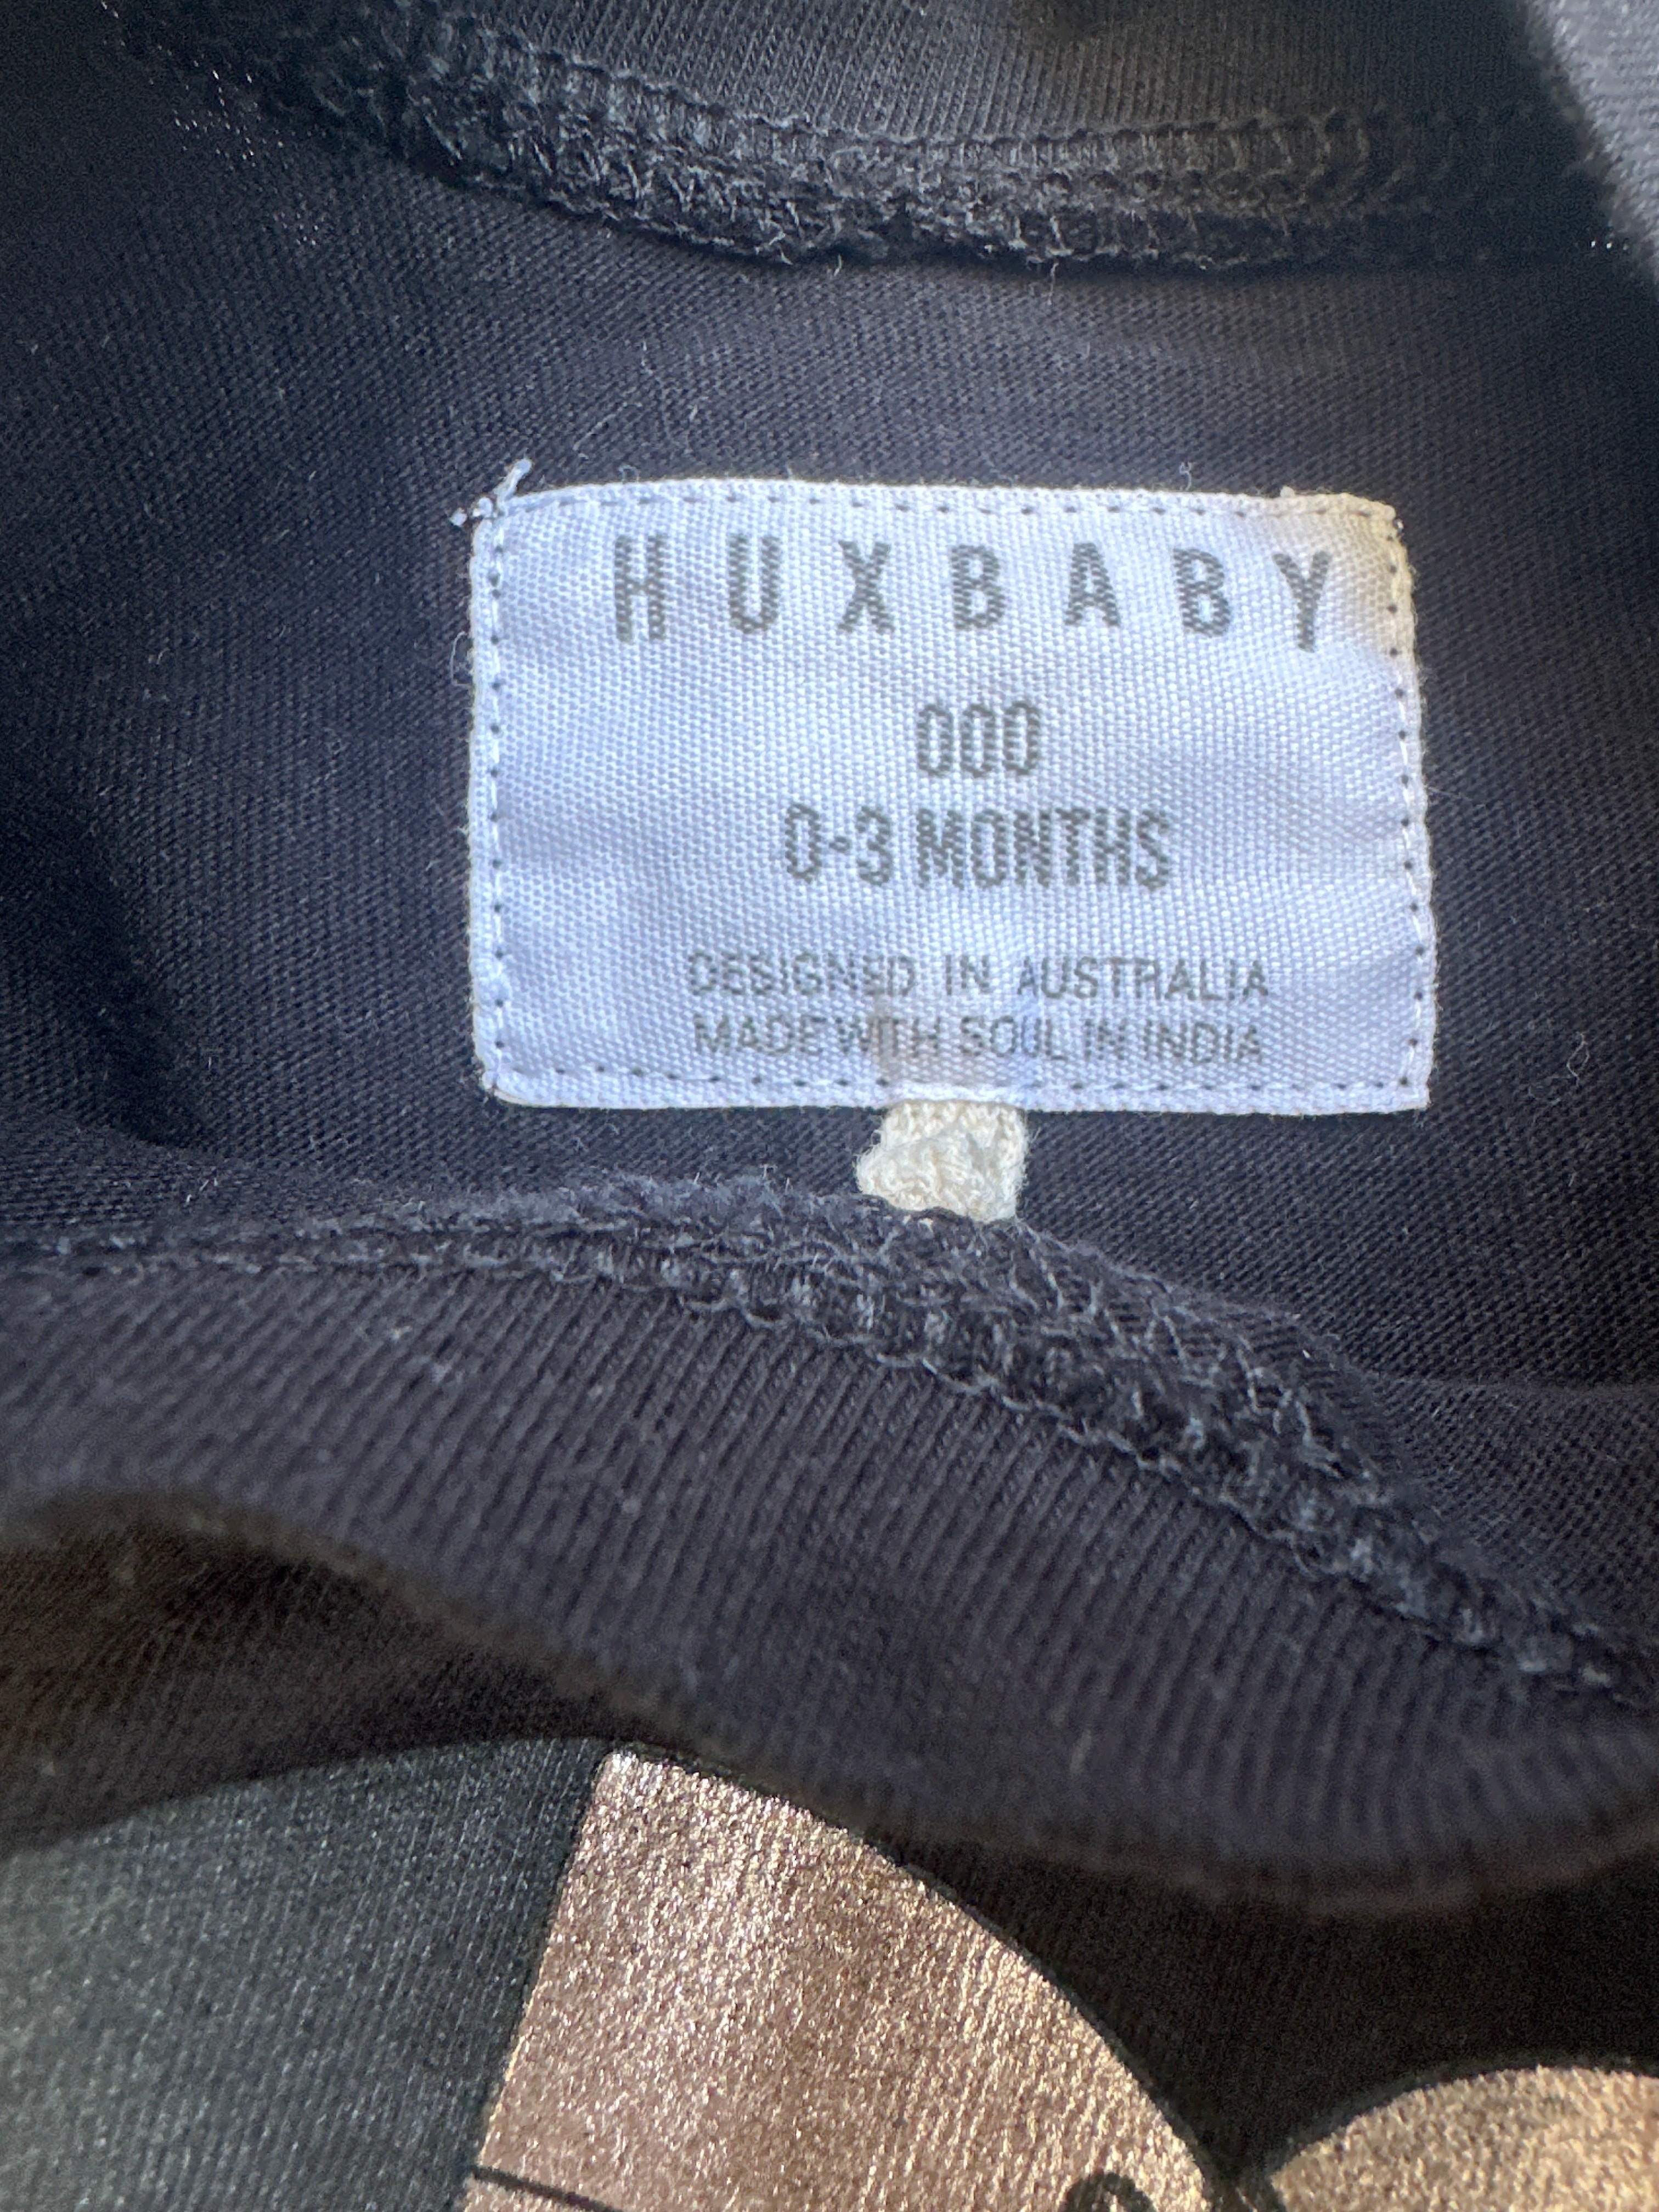 HUXBABY
000
0-3 MONTHS
DESIGNED IN AUSTRALIA
MADE WITH SOUL IN INDIA